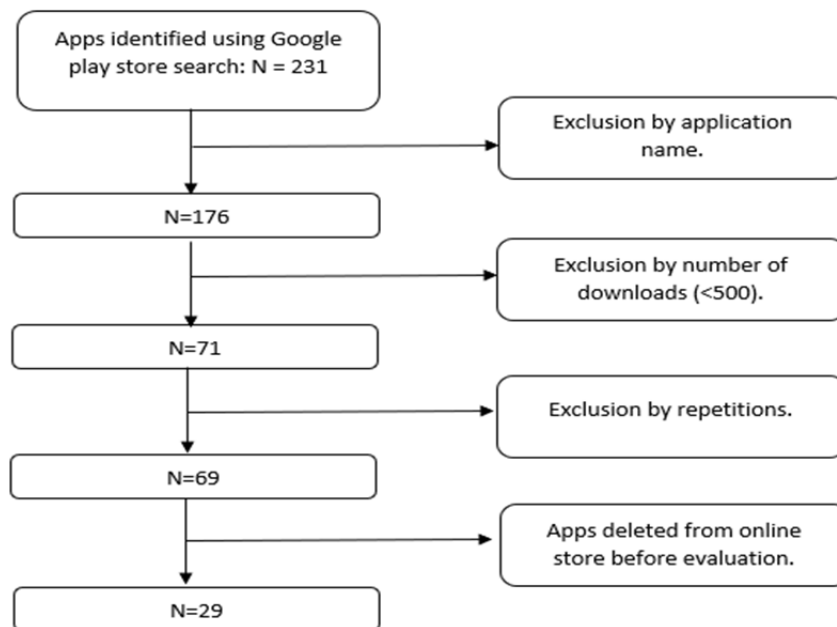 Apps identified using Google
play store search: N = 231
Exclusion by application
name.
N=176
Exclusion by number of
downloads (<500).
N=71
Exclusion by repetitions.
N=69
Apps deleted from online
store before evaluation.
N=29